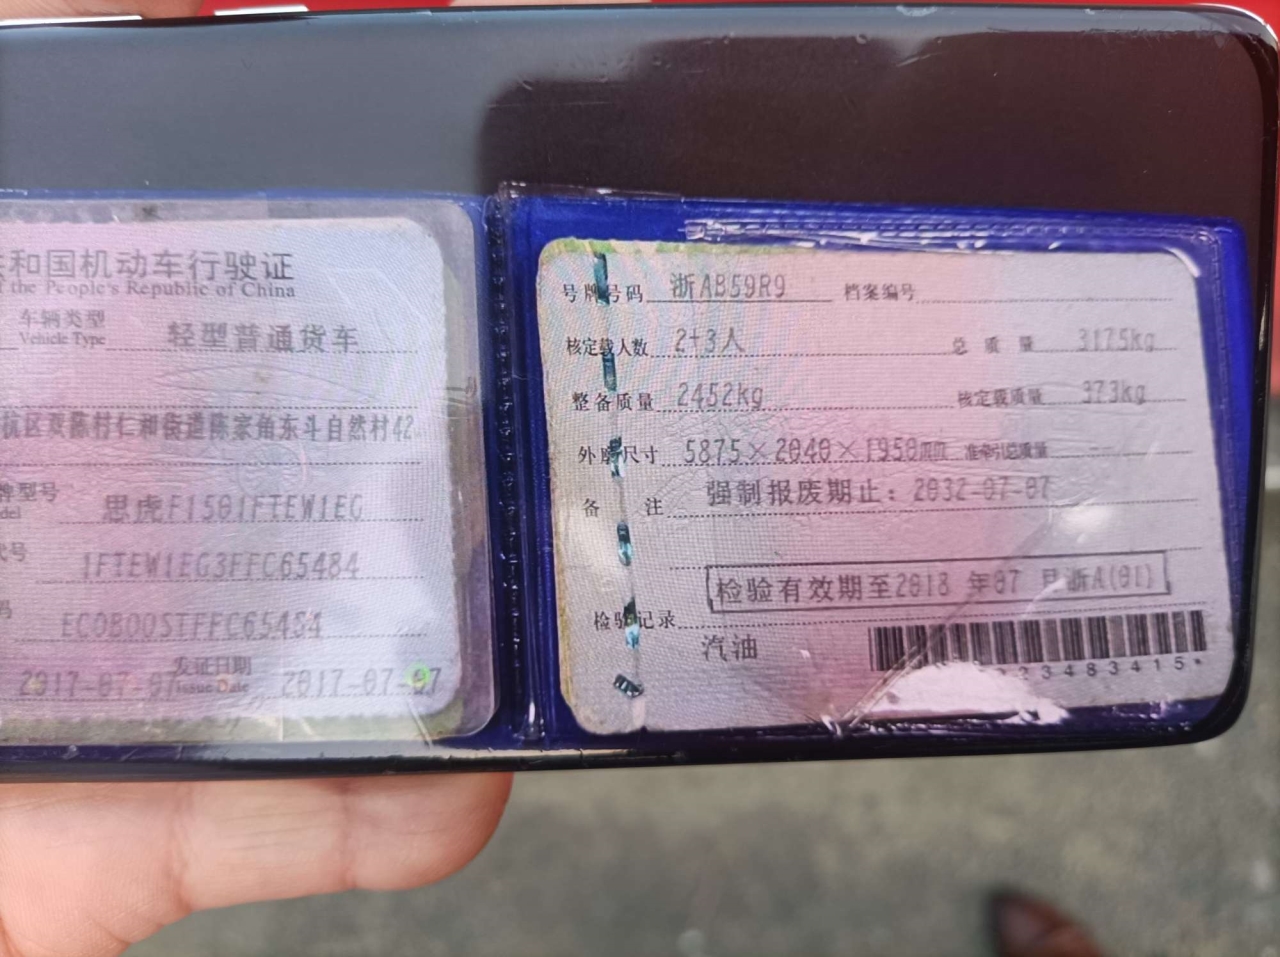 和国机动车行驶证
the People's Republic of China
车辆类型 轻型普通货车
Vehicle Type
杭区双陈村仁和街道陈家角东斗自然村42
牌型号 思虎F1501FTEW1EG
代号 1FTEW1EG3FFC65484
码 ECOBOOSTFFC65484
2017-07-07 发证日期 2017-07-07
Issue Date
号牌号码 浙AB59R9 档案编号
核定载人数 2+3人 总质量 3175kg
整备质量 2452kg 核定载质量 373kg
外廓尺寸 5875×2040×1950mm 准牵引总质量 --
备注 强制报废期止：2032-07-07
检验有效期至2018 年07 月浙A(01)
检验记录
汽油
23483415*